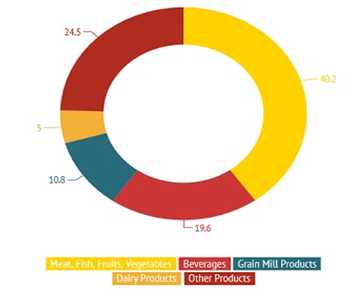 24.5
40.2
5
10.8
19.6
Meat, Fish, Fruits, Vegetables Beverages Grain Mill Products
Dairy Products Other Products